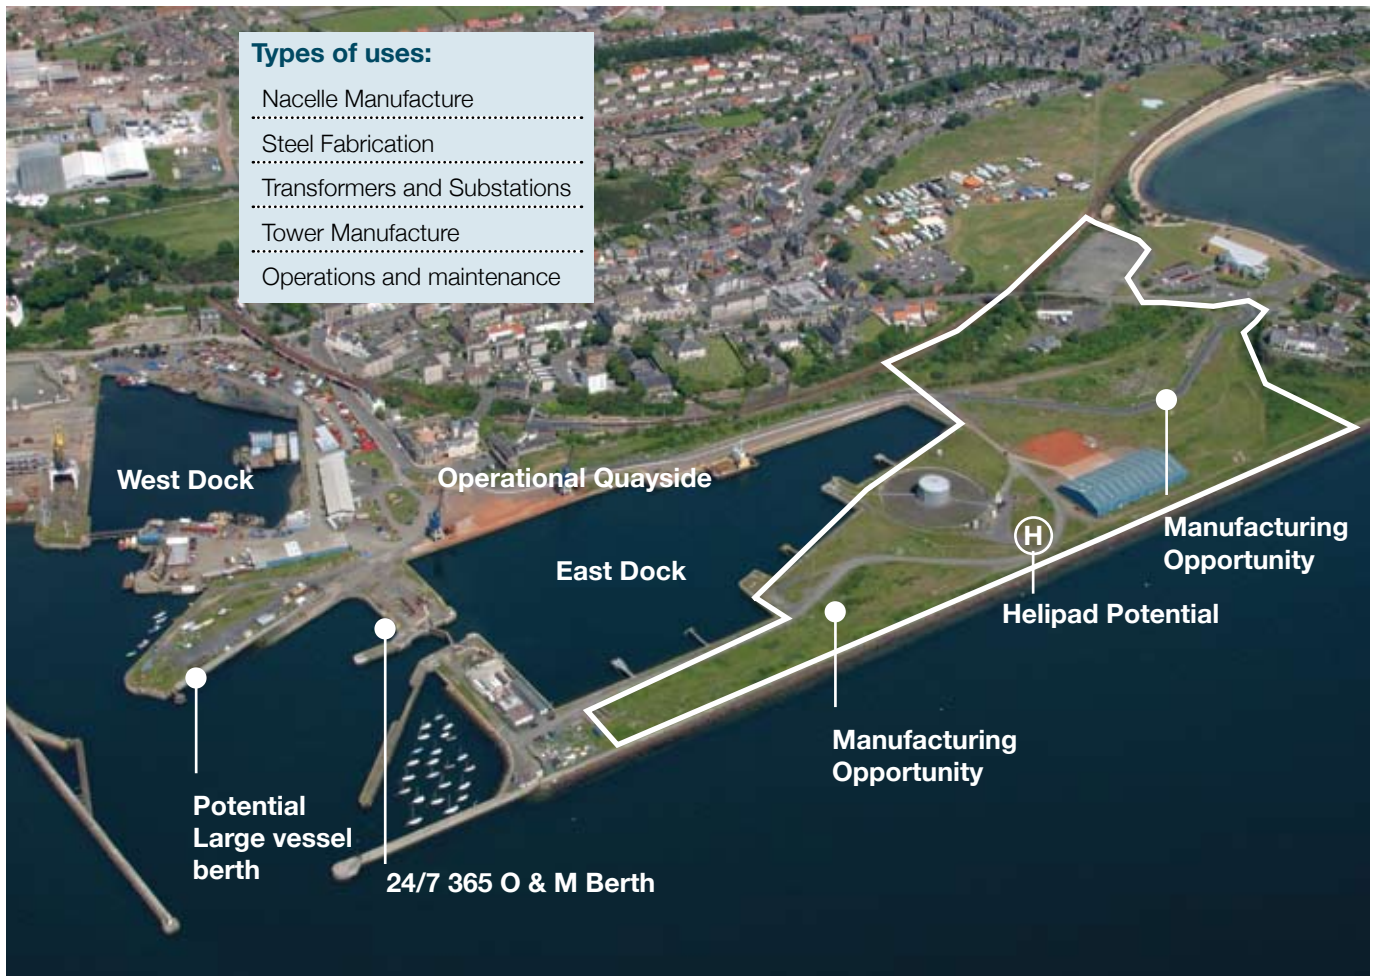 Types of uses:
Nacelle Manufacture
Steel Fabrication
Transformers and Substations
Tower Manufacture
Operations and maintenance
West Dock
Operational Quayside
East Dock
H
Manufacturing
Opportunity
Helipad Potential
Manufacturing
Opportunity
Potential
Large vessel
berth
24/7 365 O & M Berth